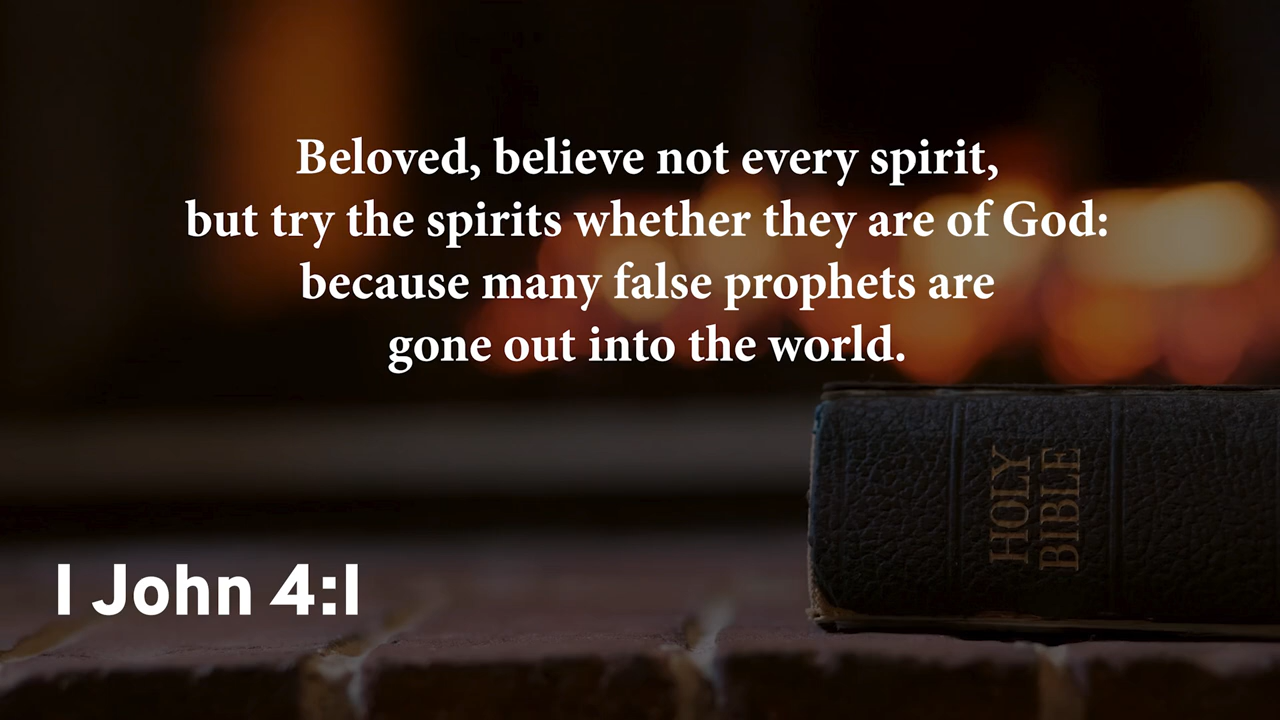 Beloved, believe not every spirit,
but try the spirits whether they are of God:
because many false prophets are
gone out into the world.
HOLY
BIBLE
I John 4:1